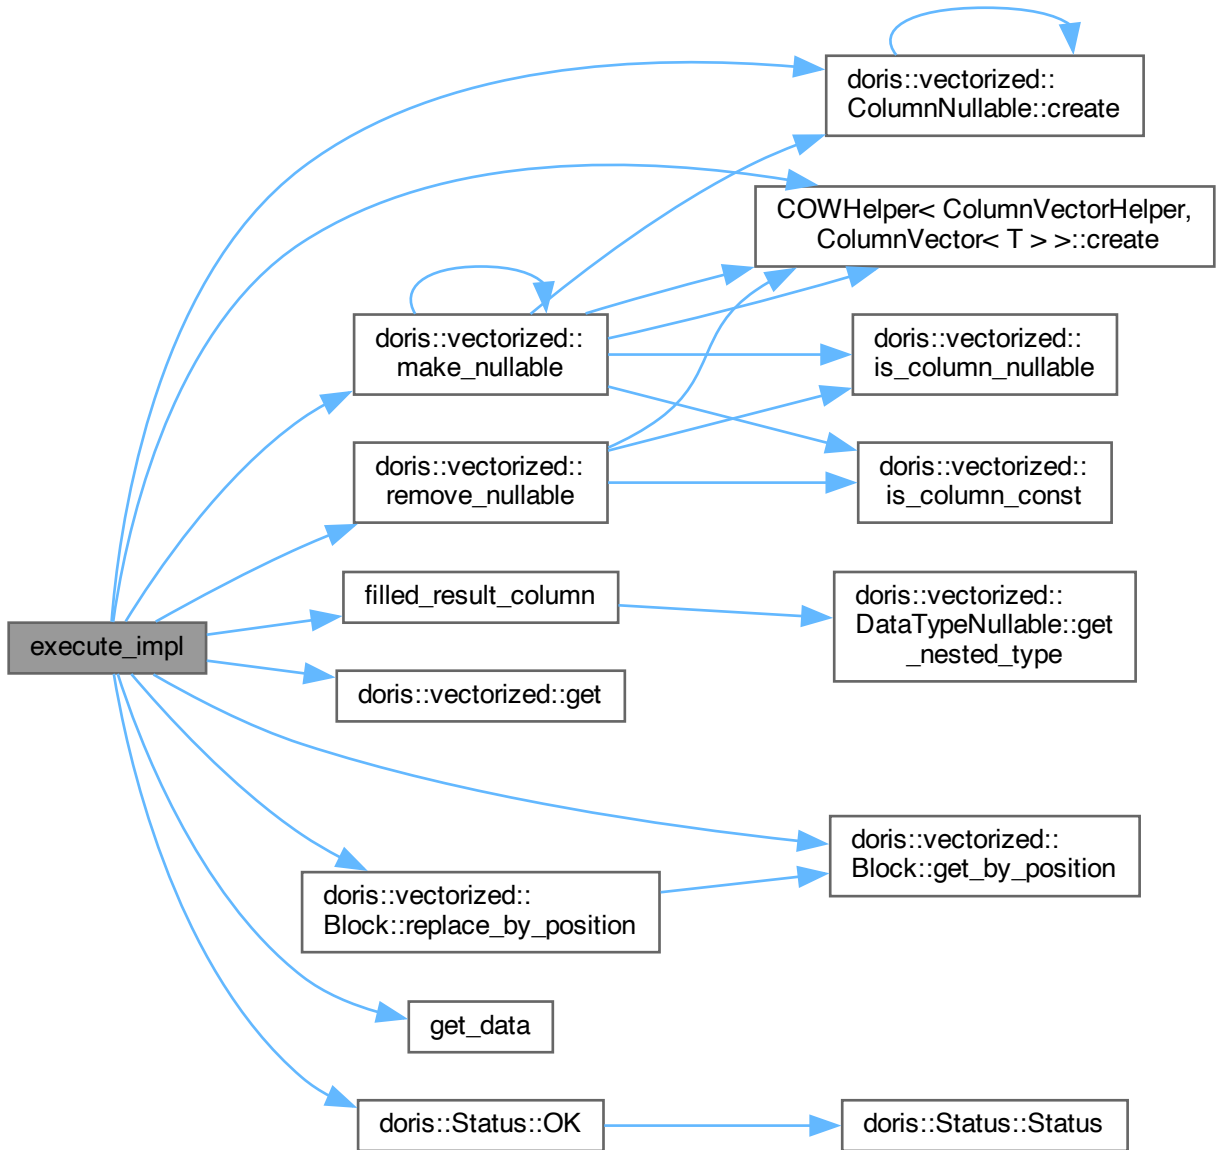 doris::vectorized::
ColumnNullable::create
COWHelper< ColumnVectorHelper,
ColumnVector< T > >::create
doris::vectorized::
make_nullable
doris::vectorized::
is_column_nullable
doris::vectorized::
remove_nullable
doris::vectorized::
is_column_const
filled_result_column
doris::vectorized::
DataTypeNullable::get
_nested_type
execute_impl
doris::vectorized::get
doris::vectorized::
Block::get_by_position
doris::vectorized::
Block::replace_by_position
get_data
doris::Status::OK
doris::Status::Status